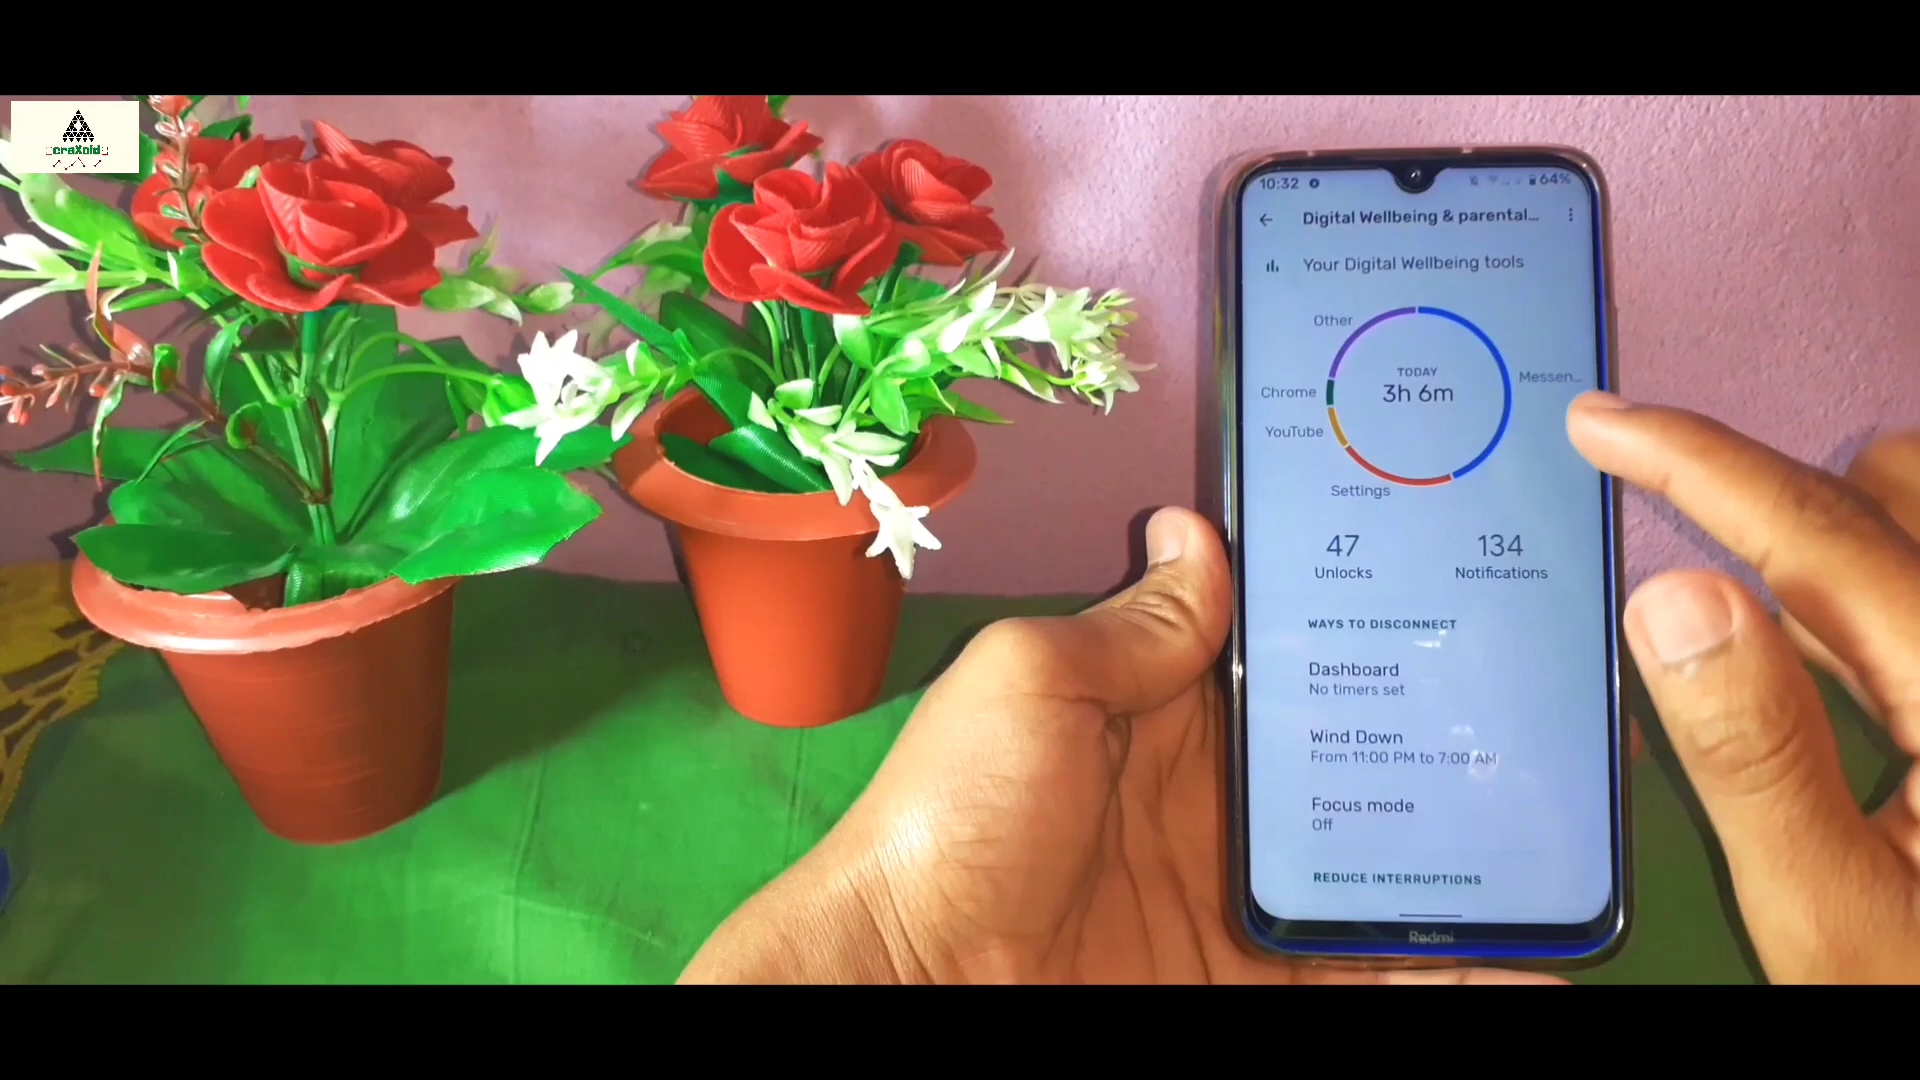 craXoid
10:32
64%
Digital Wellbeing & parental...
Your Digital Wellbeing tools
Other
TODAY
Messen...
3h 6m
Chrome
YouTube
Settings
47
134
Unlocks
Notifications
WAYS TO DISCONNECT
Dashboard
No timers set
Wind Down
From 11:00 PM to 7:00 AM
Focus mode
Off
REDUCE INTERRUPTIONS
Redmi